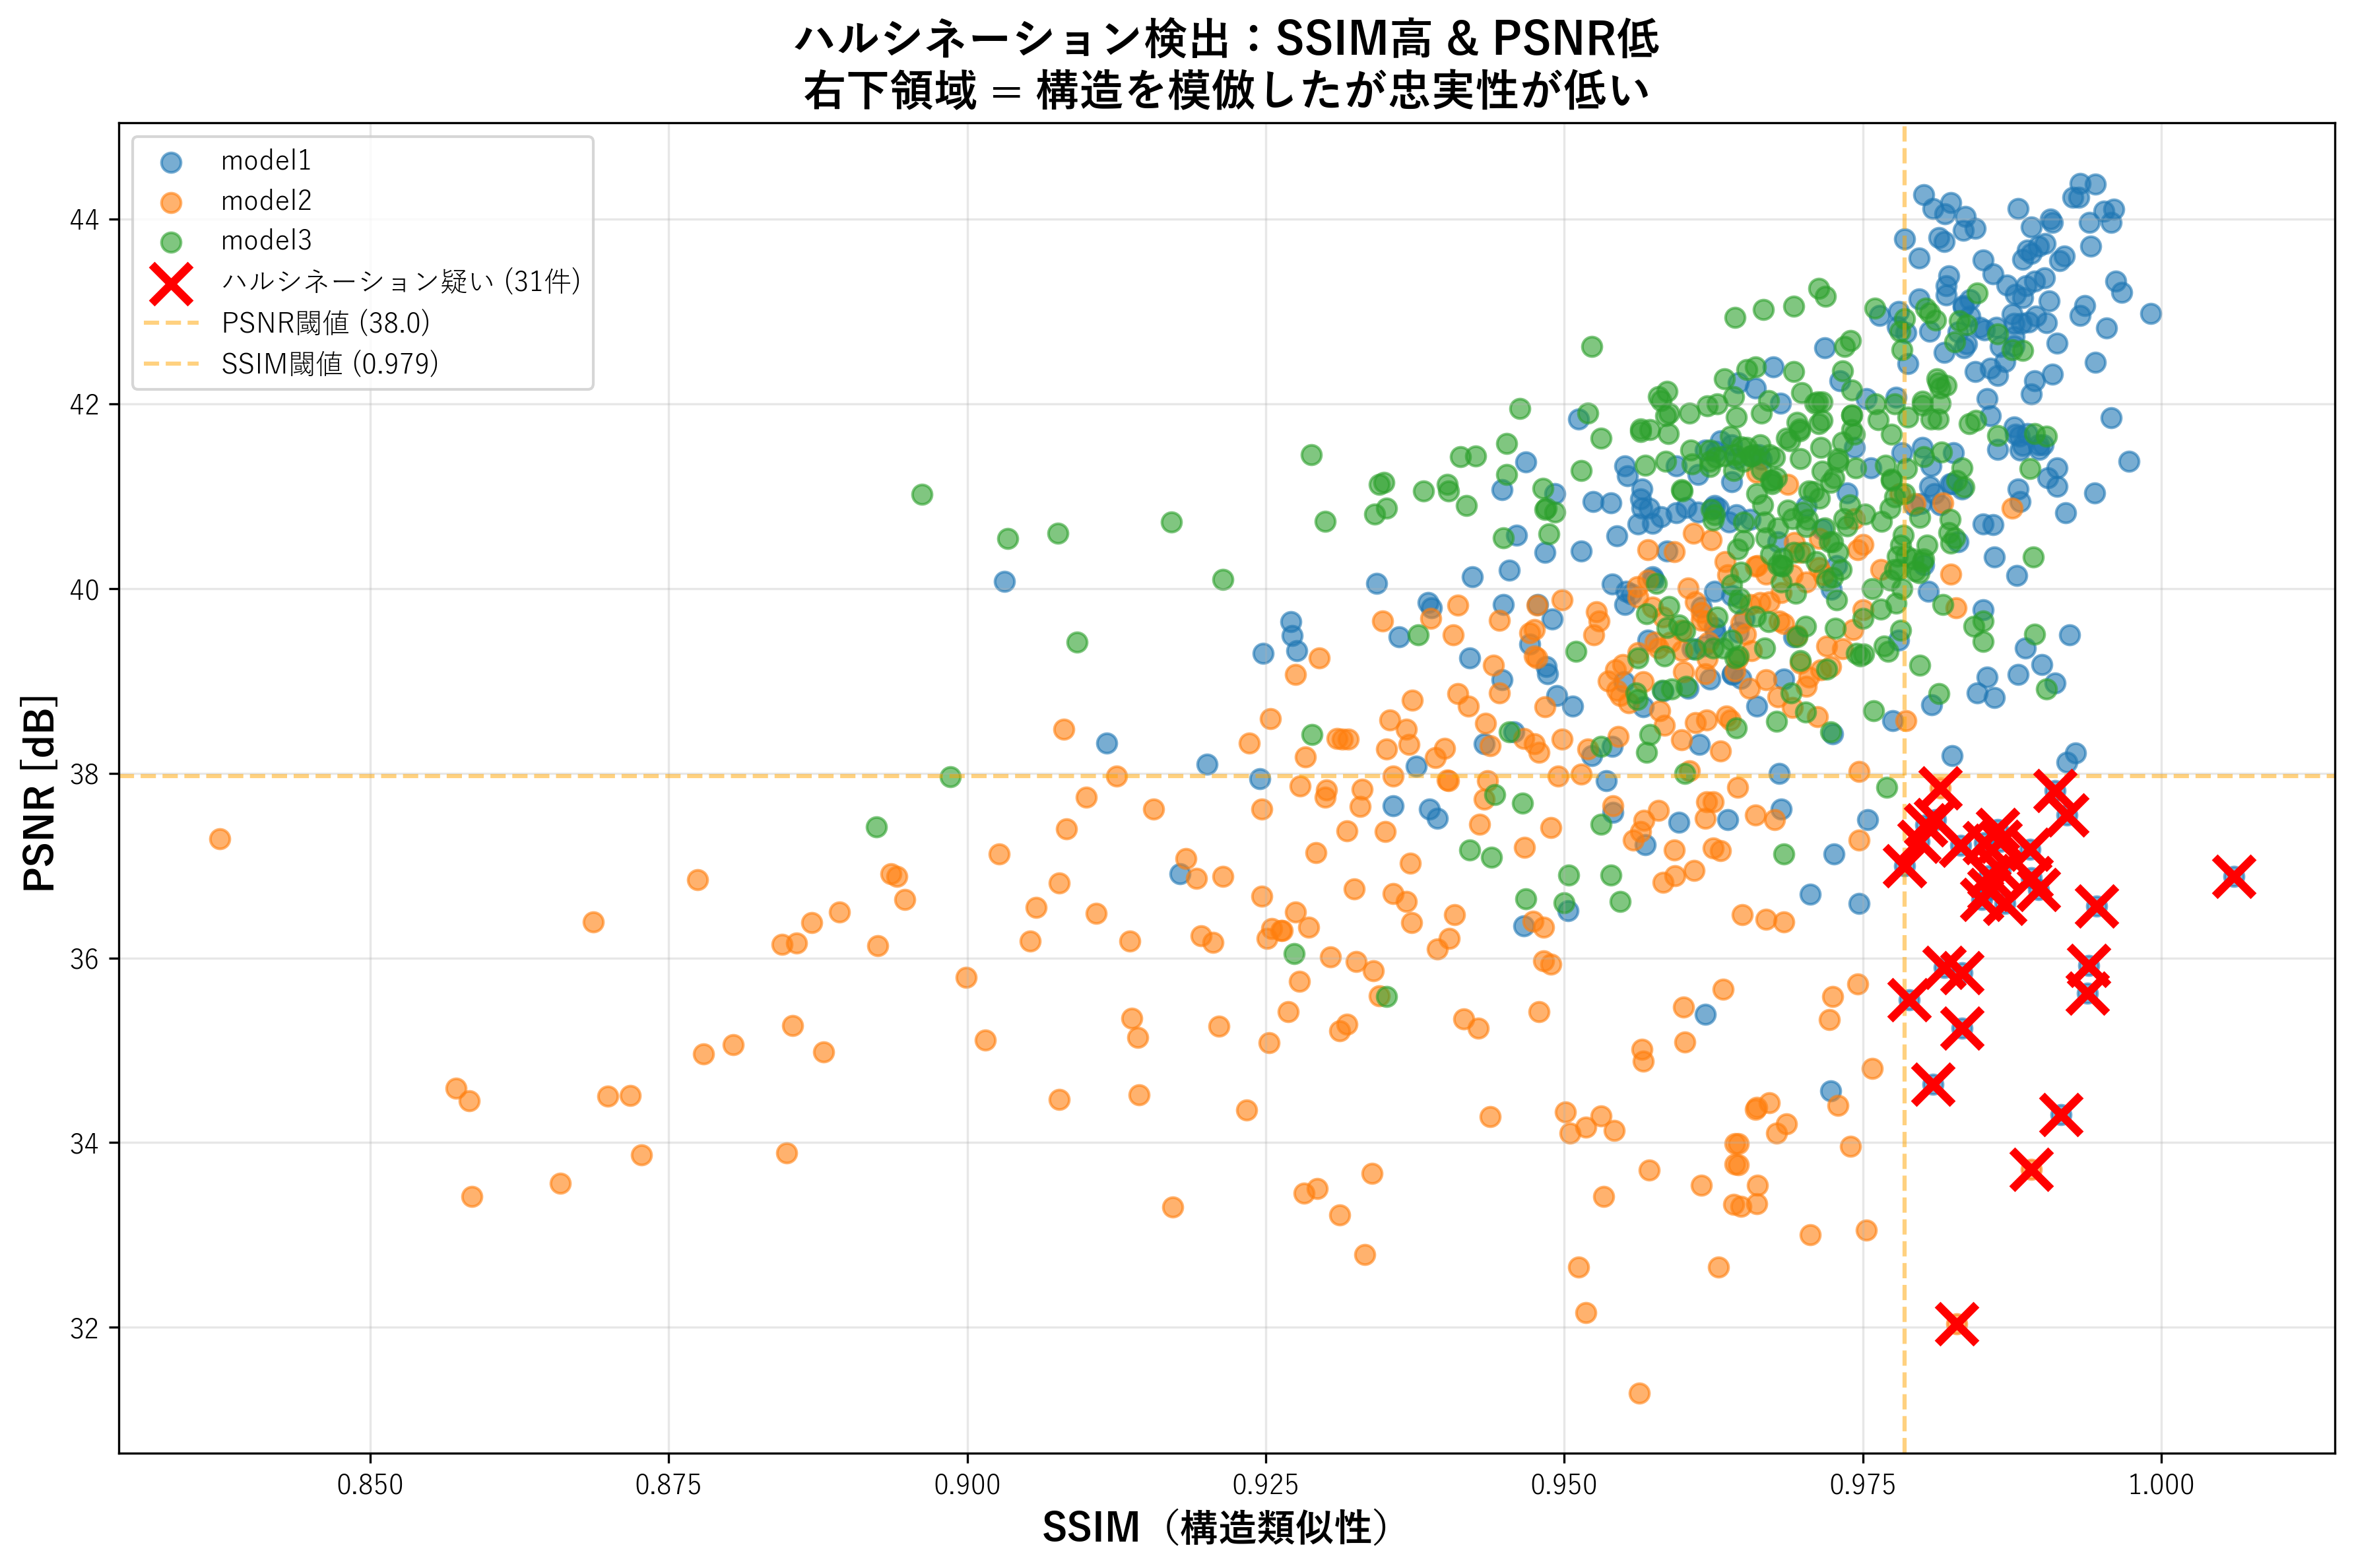 ハルシネーション検出：SSIM高 & PSNR低
右下領域 = 構造を模倣したが忠実性が低い
model1
model2
model3
ハルシネーション疑い (31件)
PSNR閾値 (38.0)
SSIM閾値 (0.979)
PSNR [dB]
44
42
40
38
36
34
32
0.850
0.875
0.900
0.925
0.950
0.975
1.000
SSIM（構造類似性）